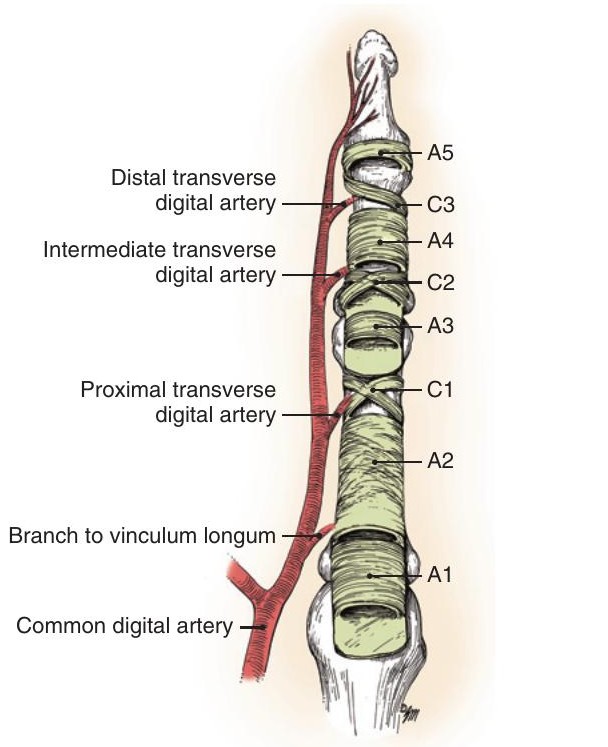 A5
Distal transverse
digital artery
C3
A4
Intermediate transverse
digital artery
C2
A3
Proximal transverse
digital artery
C1
A2
Branch to vinculum longum
A1
Common digital artery